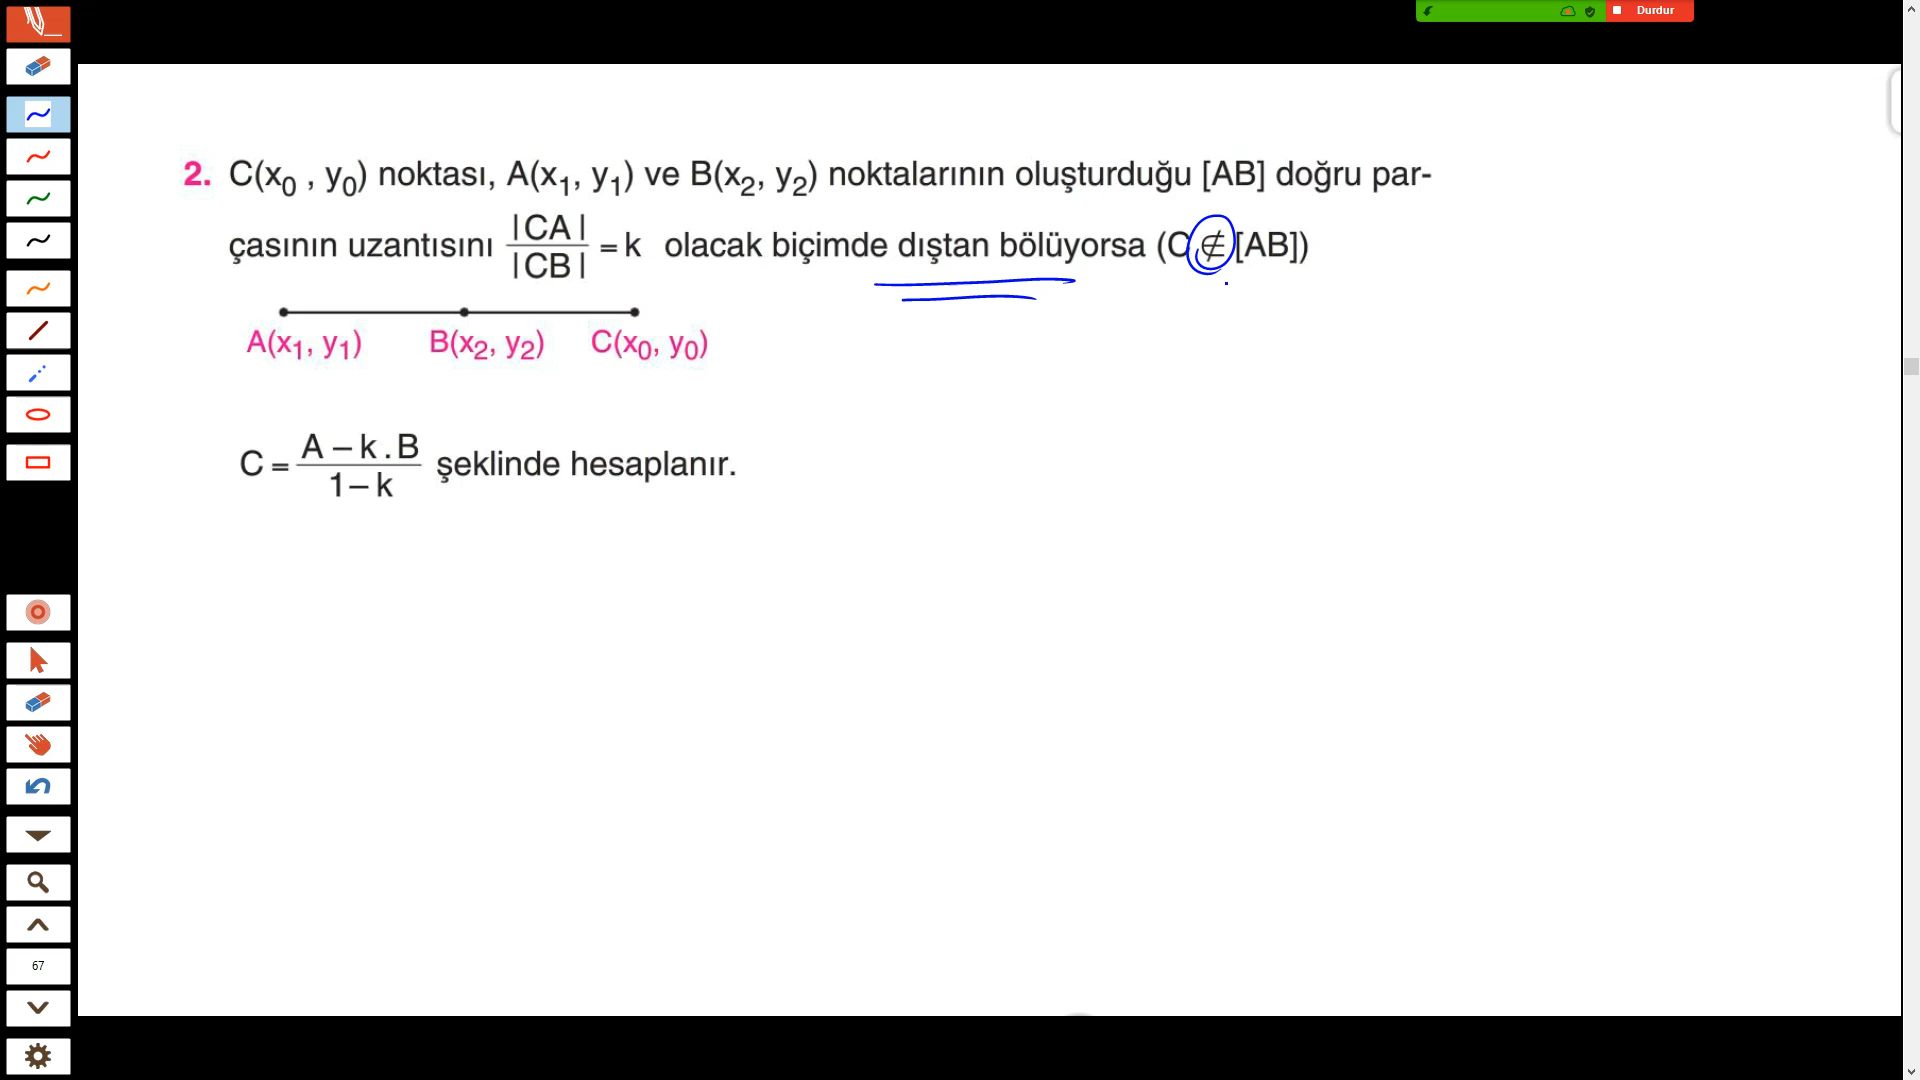 Durdur
2. C(x₀ , y₀) noktası, A(x₁, y₁) ve B(x₂, y₂) noktalarının oluşturduğu [AB] doğru par-
çasının uzantısını |CA|/|CB| = k olacak biçimde dıştan bölüyorsa (C ∉ [AB])
A(x₁, y₁) B(x₂, y₂) C(x₀, y₀)
C = (A – k . B)/(1 – k) şeklinde hesaplanır.
67